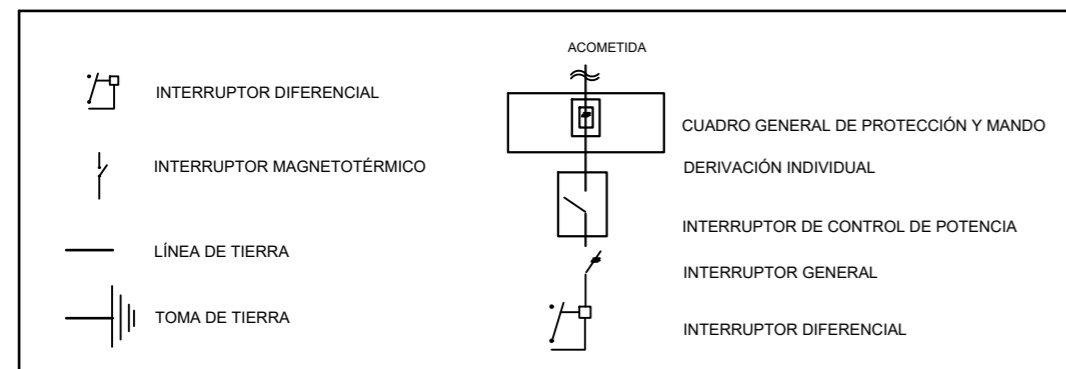 INTERRUPTOR DIFERENCIAL
INTERRUPTOR MAGNETOTÉRMICO
LÍNEA DE TIERRA
TOMA DE TIERRA
ACOMETIDA
CUADRO GENERAL DE PROTECCIÓN Y MANDO
DERIVACIÓN INDIVIDUAL
INTERRUPTOR DE CONTROL DE POTENCIA
INTERRUPTOR GENERAL
INTERRUPTOR DIFERENCIAL